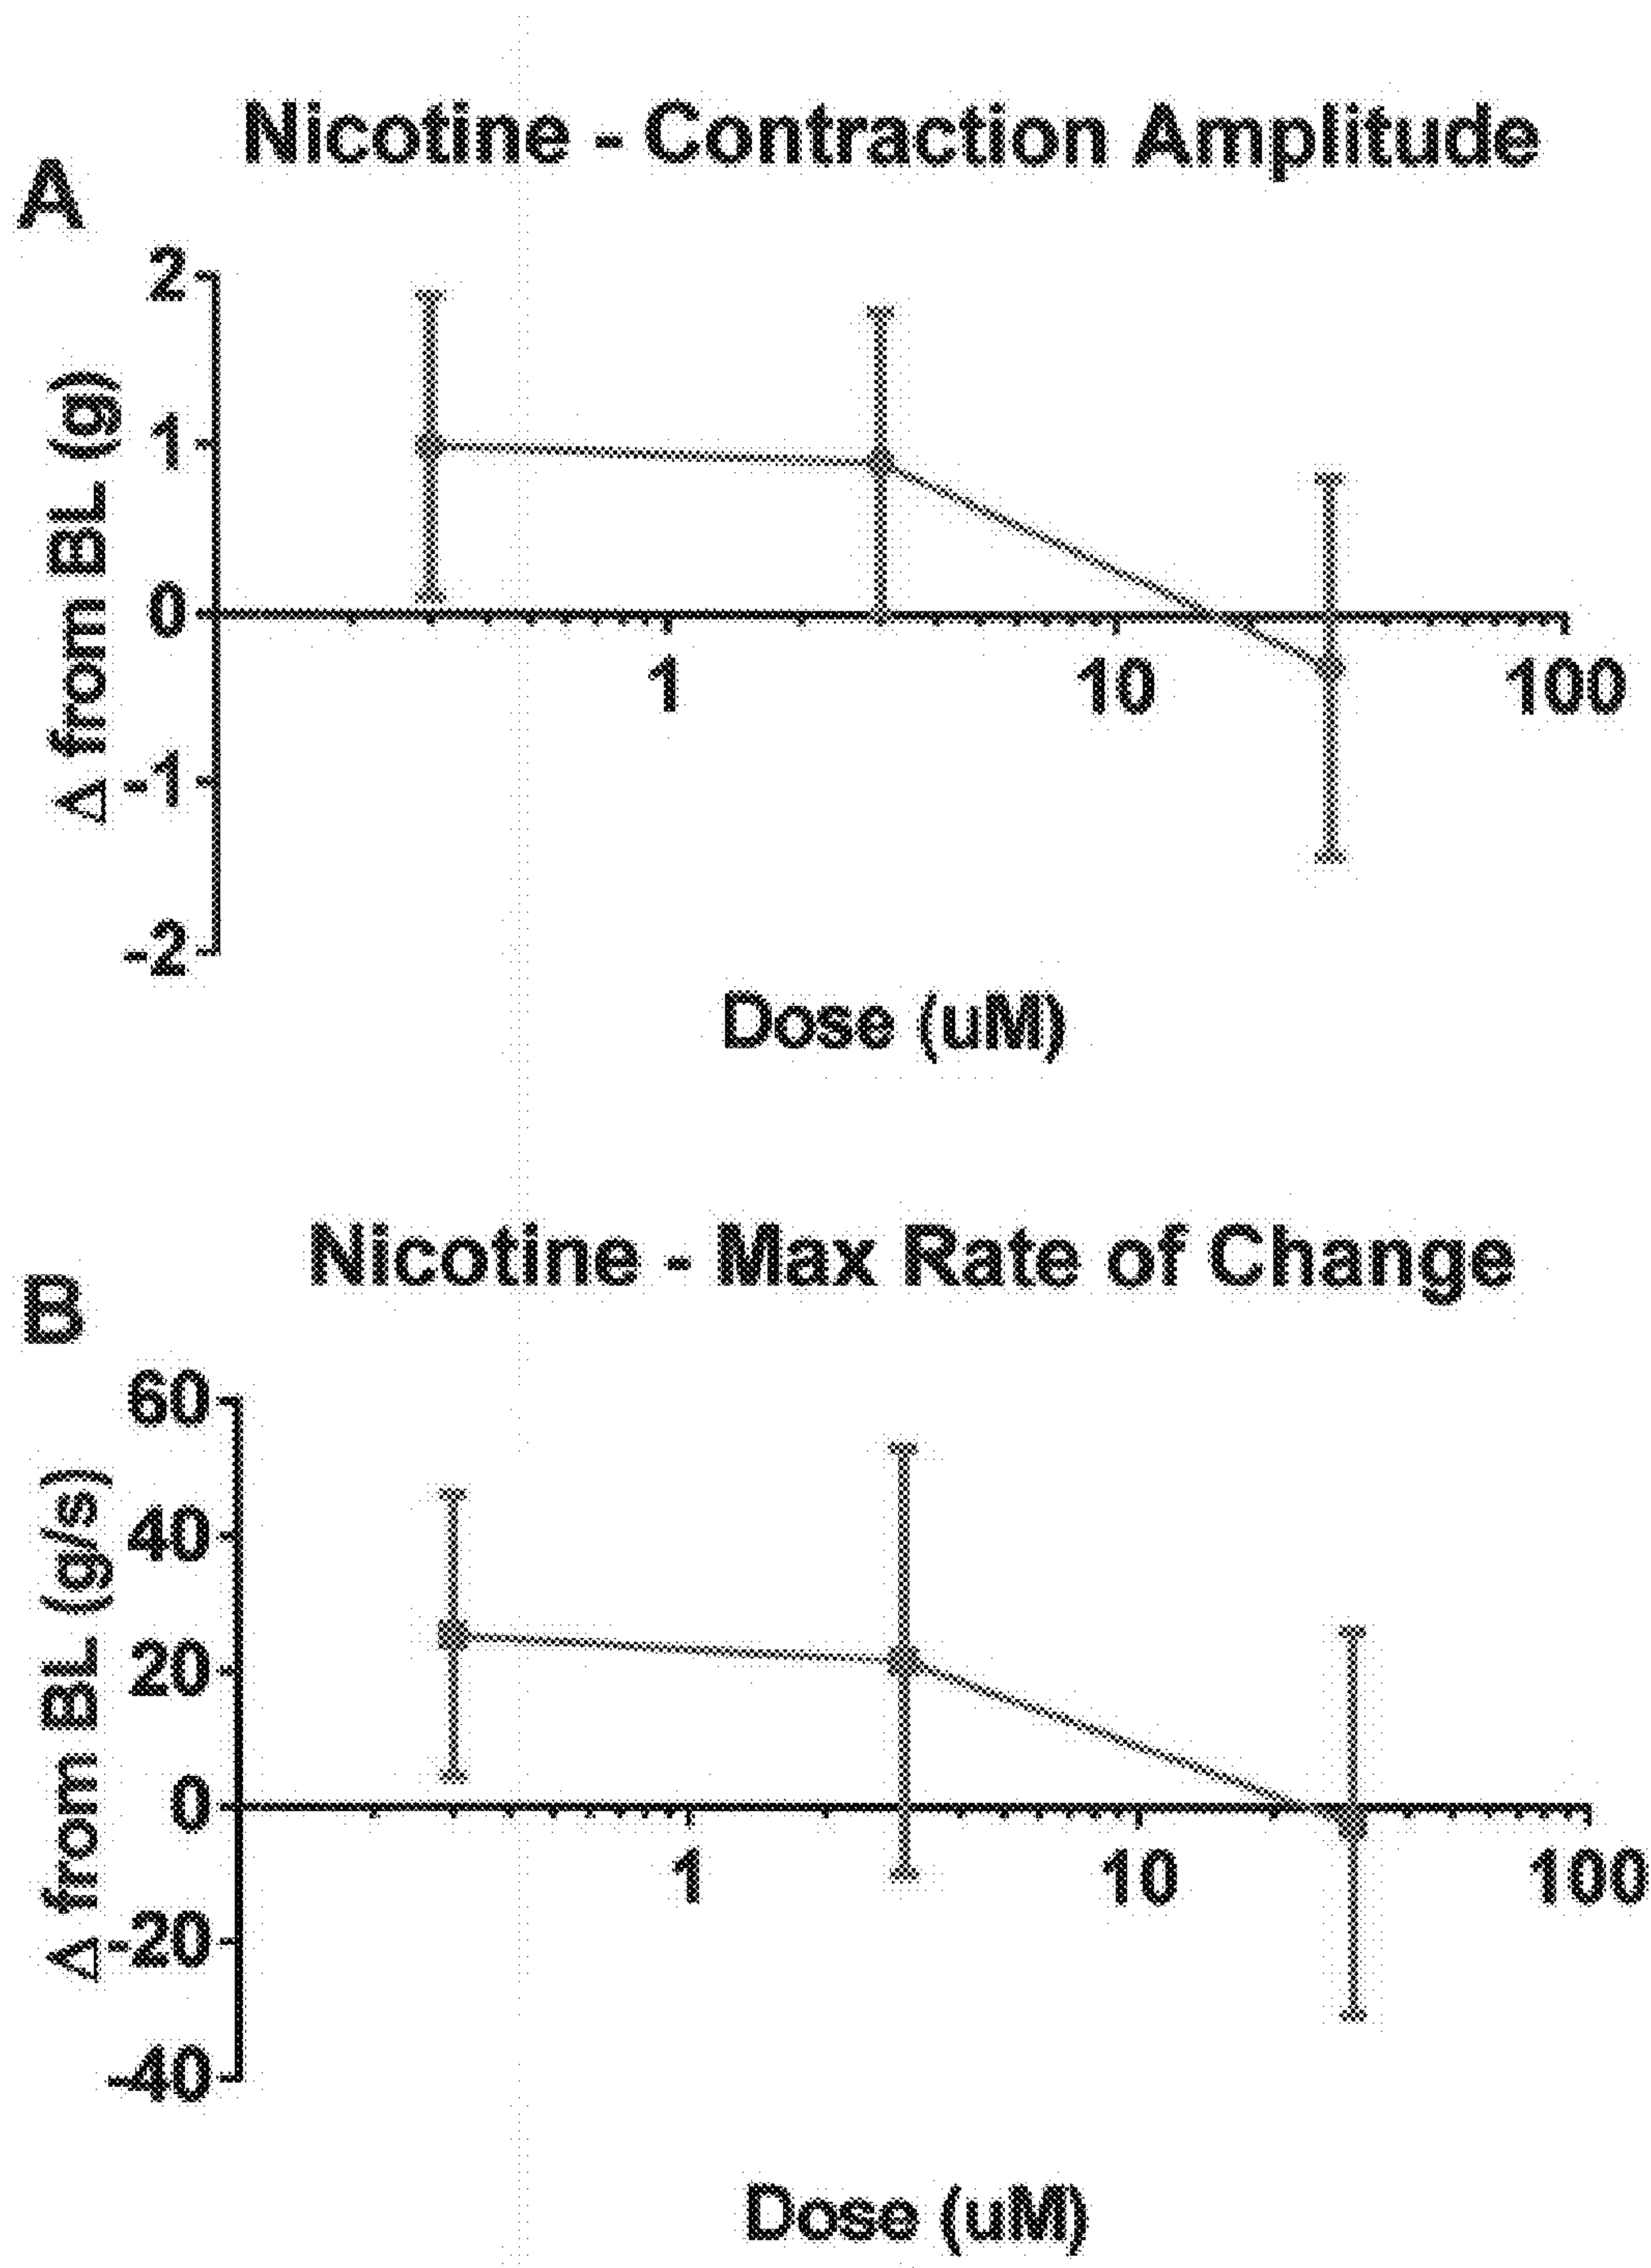 Nicotine - Contraction Amplitude
A
2
1
0
-1
-2
Δ from BL (g)
1
10
100
Dose (uM)
Nicotine - Max Rate of Change
B
60
40
20
0
-20
-40
Δ from BL (g/s)
1
10
100
Dose (uM)